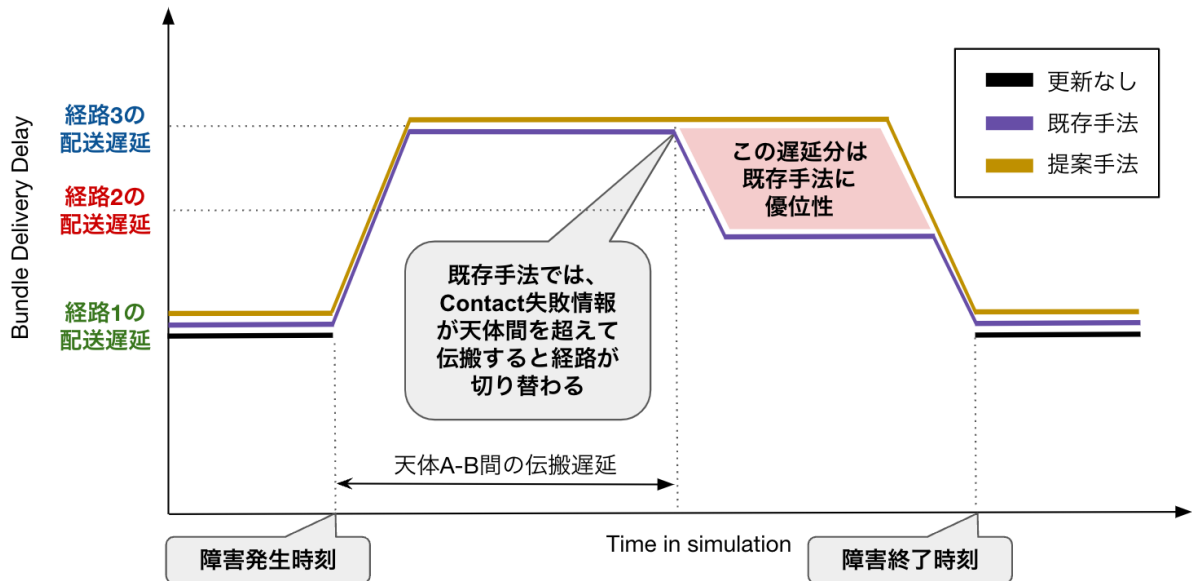 Bundle Delivery Delay
経路3の
配送遅延
経路2の
配送遅延
経路1の
配送遅延
更新なし
既存手法
提案手法
この遅延分は
既存手法に
優位性
既存手法では、
Contact失敗情報
が天体間を超えて
伝搬すると経路が
切り替わる
天体A-B間の伝搬遅延
障害発生時刻
Time in simulation
障害終了時刻